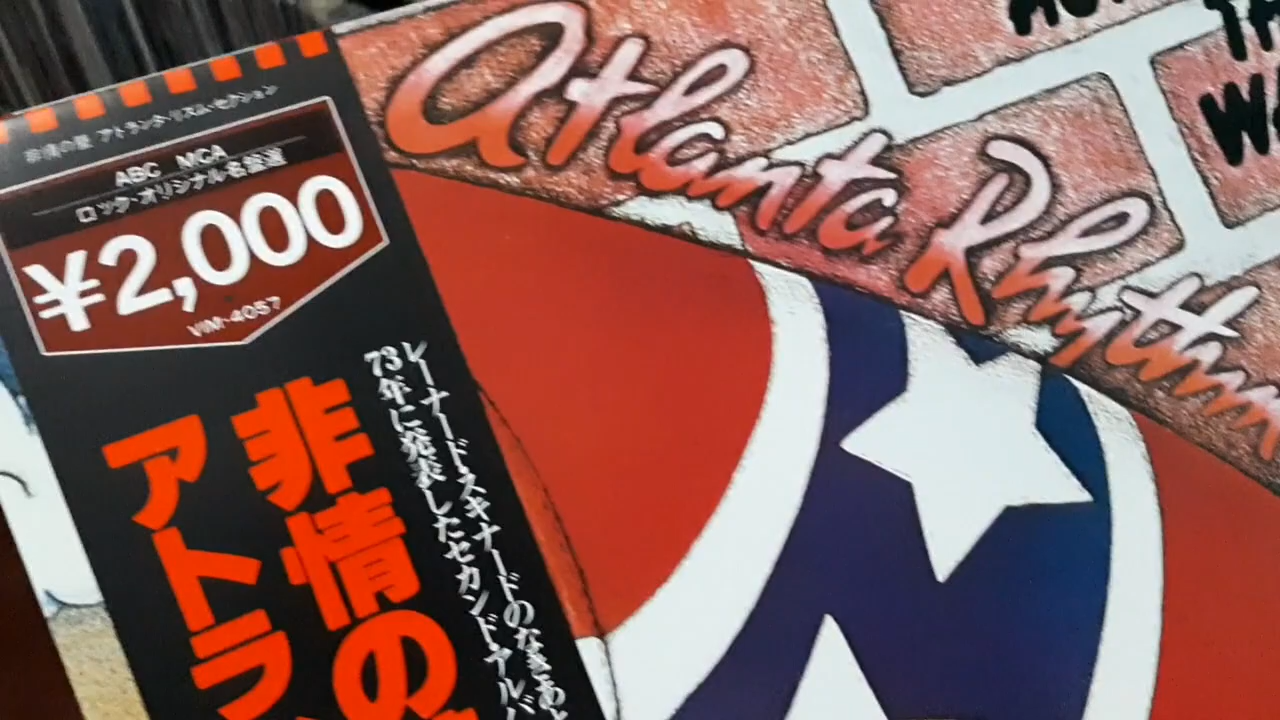 非情の壁 アトランタ・リズム・セクション
ABC MCA
ロック・オリジナル名盤選
¥2,000
VIM-4057
レーナード・スキナードのなきあと
73年に発表したセカンドアルバ
非情の
アトラ
Atlanta Rhythm